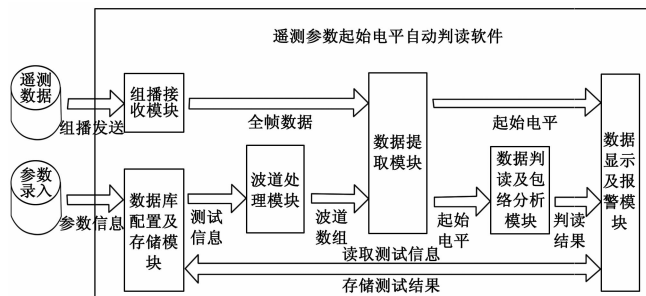 遥测参数起始电平自动判读软件
遥测
数据
组播发送
组播接
收模块
全帧数据
数据提
取模块
起始电平
数据
显示
及报
警模块
参数
录入
参数信息
数据库
配置及
存储模
块
测试
信息
波道处
理模块
波道
数组
起始
电平
数据判
读及包
络分析
模块
判读
结果
读取测试信息
存储测试结果